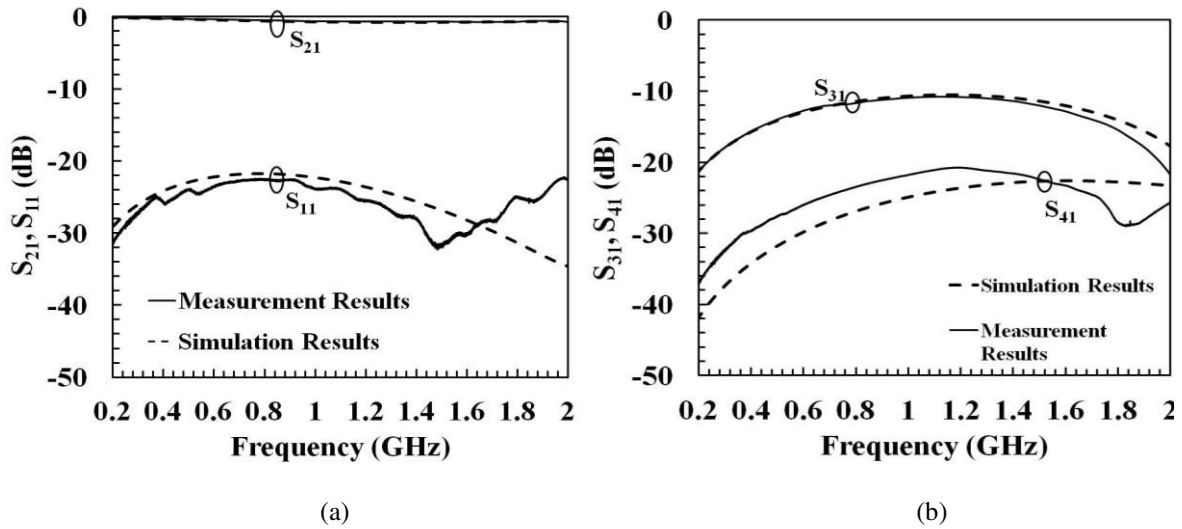 0
-10
-20
-30
-40
-50
S21, S11 (dB)
S21
S11
Measurement Results
Simulation Results
0.2 0.4 0.6 0.8 1 1.2 1.4 1.6 1.8 2
Frequency (GHz)
(a)
0
-10
-20
-30
-40
-50
S31, S41 (dB)
S31
S41
Simulation Results
Measurement
Results
0.2 0.4 0.6 0.8 1 1.2 1.4 1.6 1.8 2
Frequency (GHz)
(b)